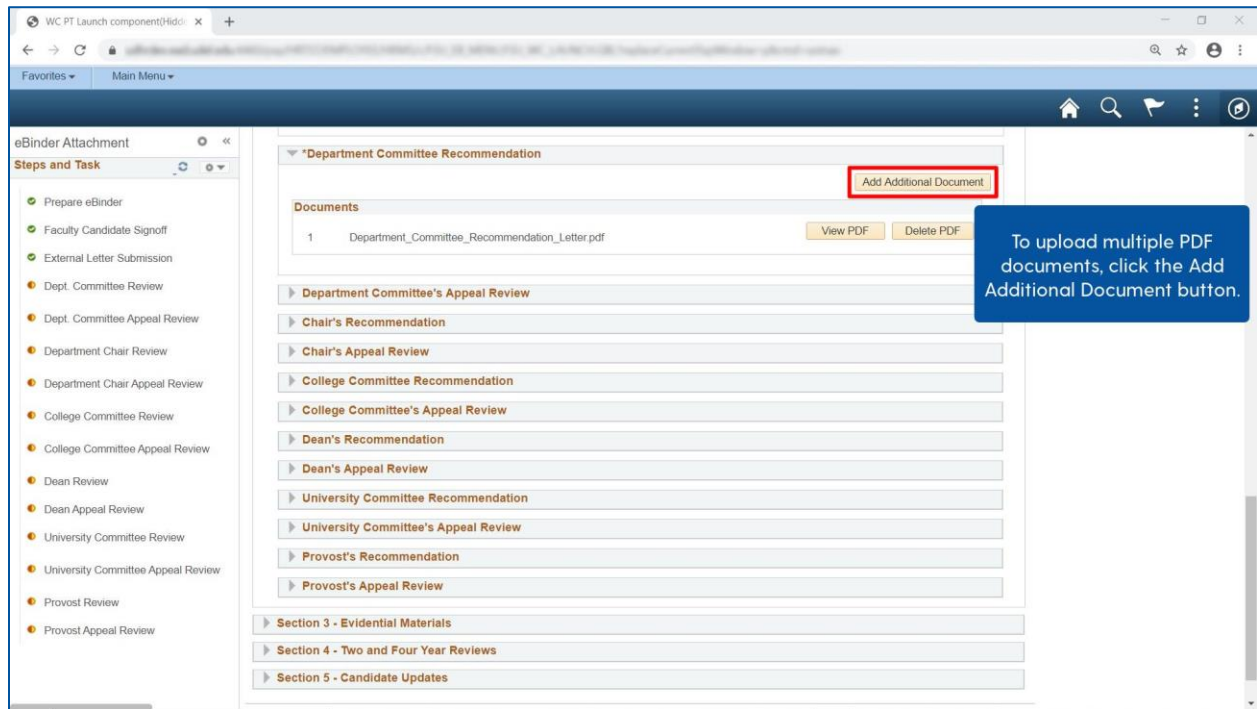 WC PT Launch component(Hidde
Favorites
Main Menu
eBinder Attachment
«
Steps and Task
Prepare eBinder
Faculty Candidate Signoff
External Letter Submission
Dept. Committee Review
Dept. Committee Appeal Review
Department Chair Review
Department Chair Appeal Review
College Committee Review
College Committee Appeal Review
Dean Review
Dean Appeal Review
University Committee Review
University Committee Appeal Review
Provost Review
Provost Appeal Review
*Department Committee Recommendation
Add Additional Document
Documents
1 Department_Committee_Recommendation_Letter.pdf View PDF Delete PDF
To upload multiple PDF
documents, click the Add
Additional Document button.
Department Committee's Appeal Review
Chair's Recommendation
Chair's Appeal Review
College Committee Recommendation
College Committee's Appeal Review
Dean's Recommendation
Dean's Appeal Review
University Committee Recommendation
University Committee's Appeal Review
Provost's Recommendation
Provost's Appeal Review
Section 3 - Evidential Materials
Section 4 - Two and Four Year Reviews
Section 5 - Candidate Updates